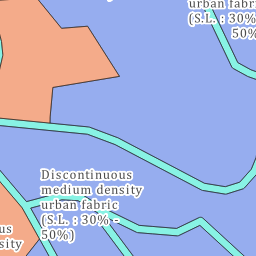 urban fabri
(S.L. : 30%
50%
Discontinuous
medium density
urban fabric
(S.L. : 30% -
50%)
us
sity